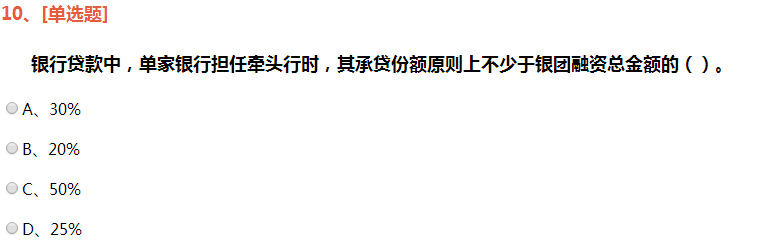 10、[单选题]
银行贷款中，单家银行担任牵头行时，其承贷份额原则上不少于银团融资总金额的（ ）。
A、30%
B、20%
C、50%
D、25%